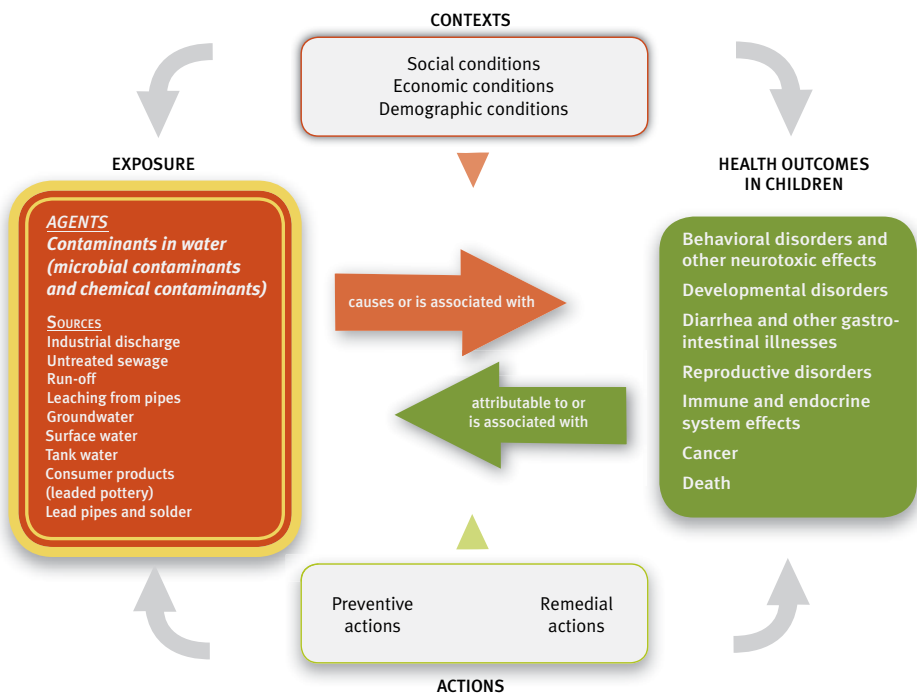 CONTEXTS
Social conditions
Economic conditions
Demographic conditions
EXPOSURE
AGENTS
Contaminants in water
(microbial contaminants
and chemical contaminants)
SOURCES
Industrial discharge
Untreated sewage
Run-off
Leaching from pipes
Groundwater
Surface water
Tank water
Consumer products
(leaded pottery)
Lead pipes and solder
causes or is associated with
attributable to or
is associated with
HEALTH OUTCOMES
IN CHILDREN
Behavioral disorders and
other neurotoxic effects
Developmental disorders
Diarrhea and other gastro-
intestinal illnesses
Reproductive disorders
Immune and endocrine
system effects
Cancer
Death
Preventive
actions
Remedial
actions
ACTIONS